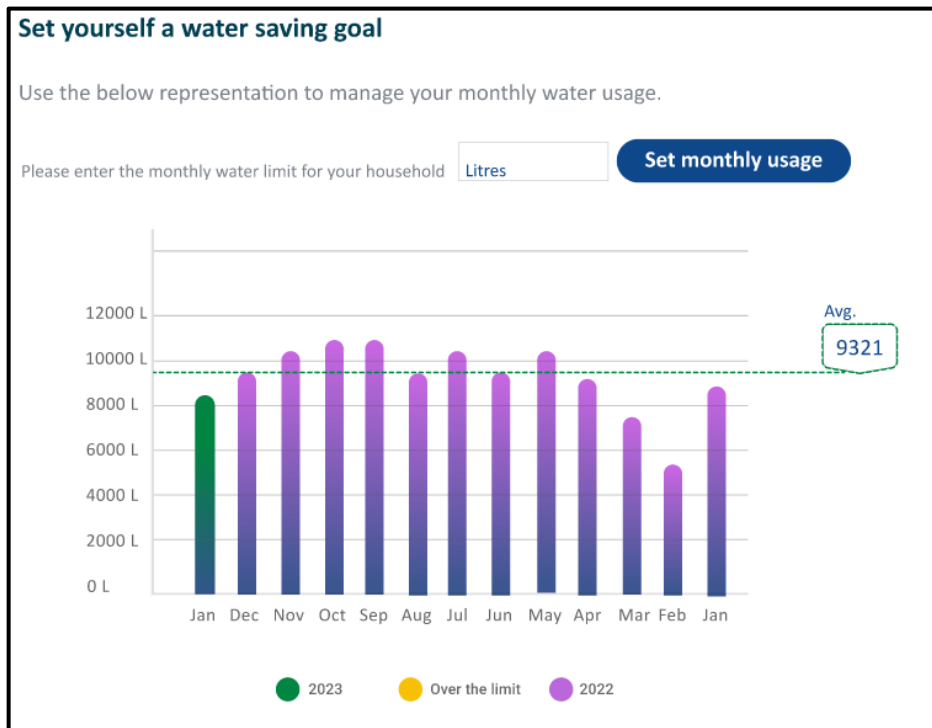 Set yourself a water saving goal
Use the below representation to manage your monthly water usage.
Please enter the monthly water limit for your household Litres Set monthly usage
12000 L
10000 L
8000 L
6000 L
4000 L
2000 L
0 L
Avg.
9321
Jan Dec Nov Oct Sep Aug Jul Jun May Apr Mar Feb Jan
2023 Over the limit 2022